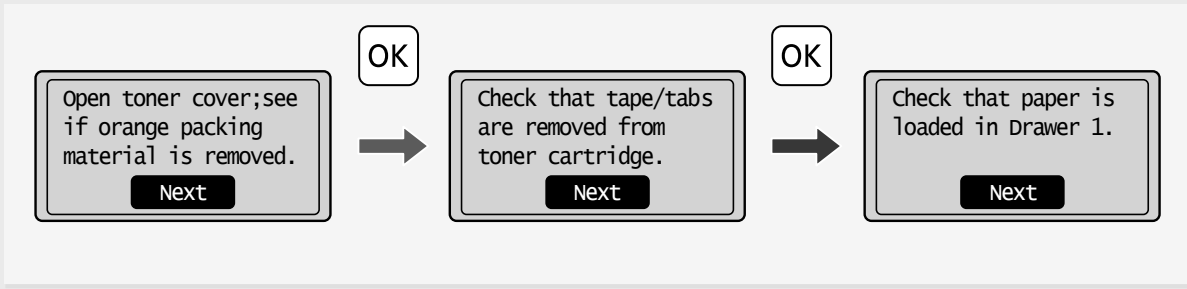 Open toner cover;see
if orange packing
material is removed.
Next
OK
Check that tape/tabs
are removed from
toner cartridge.
Next
OK
Check that paper is
loaded in Drawer 1.
Next